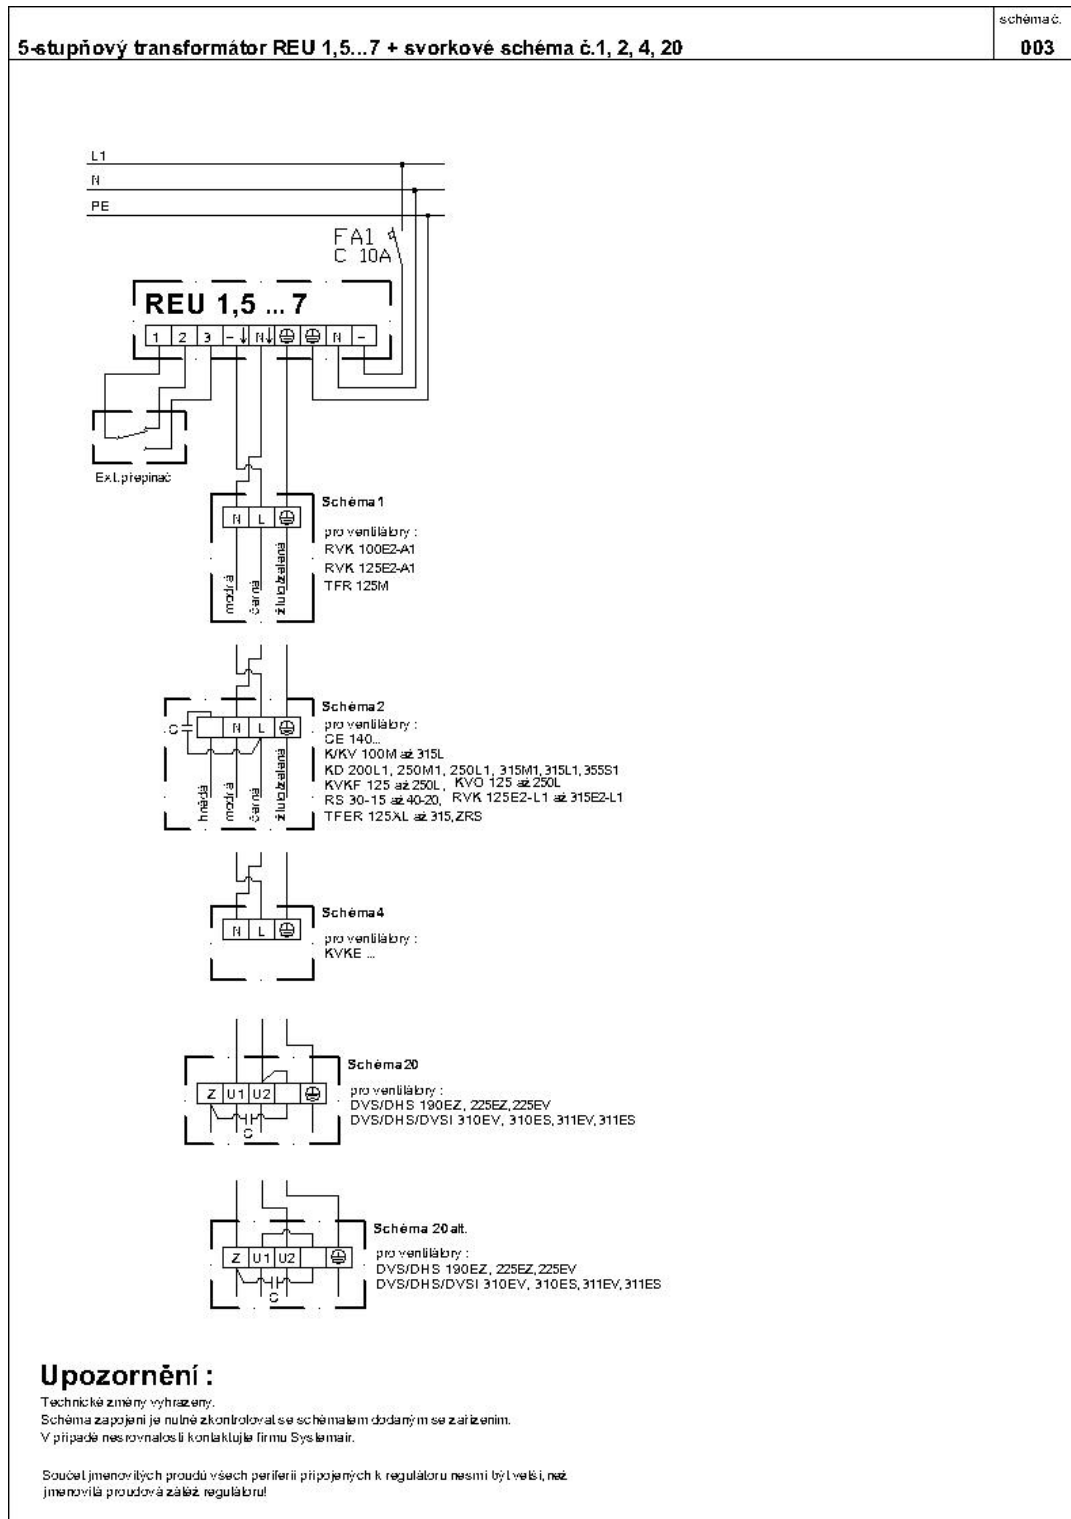 schéma č.
5-stupňový transformátor REU 1,5...7 + svorkové schéma č.1, 2, 4, 20
003
L1
N
PE
FA1
C 10A
REU 1,5 ... 7
1 2 3 ~↓ N↓ N ~
Ext.přepínač
Schéma 1
N L
pro ventilátory :
RVK 100E2-A1
RVK 125E2-A1
TFR 125M
modrá
černá
žluto/zelená
Schéma 2
C N L
pro ventilátory :
CE 140...
K/KV 100M až 315L
KD 200L1, 250M1, 250L1, 315M1, 315L1, 355S1
KVKF 125 až 250L, KVO 125 až 250L
RS 30-15 až 40-20, RVK 125E2-L1 až 315E2-L1
TFER 125XL až 315, ZRS
hnědá
modrá
černá
žluto/zelená
Schéma 4
N L
pro ventilátory :
KVKE ...
Schéma 20
Z U1 U2
pro ventilátory :
DVS/DHS 190EZ, 225EZ, 225EV
DVS/DHS/DVSI 310EV, 310ES, 311EV, 311ES
C
Schéma 20 alt.
Z U1 U2
pro ventilátory :
DVS/DHS 190EZ, 225EZ, 225EV
DVS/DHS/DVSI 310EV, 310ES, 311EV, 311ES
C
Upozornění :
Technické změny vyhrazeny.
Schéma zapojení je nutné zkontrolovat se schématem dodaným se zařízením.
V případě nesrovnalostí kontaktujte firmu Systemair.
Součet jmenovitých proudů všech periferií připojených k regulátoru nesmí být větší, než
jmenovitá proudová zátěž regulátoru!